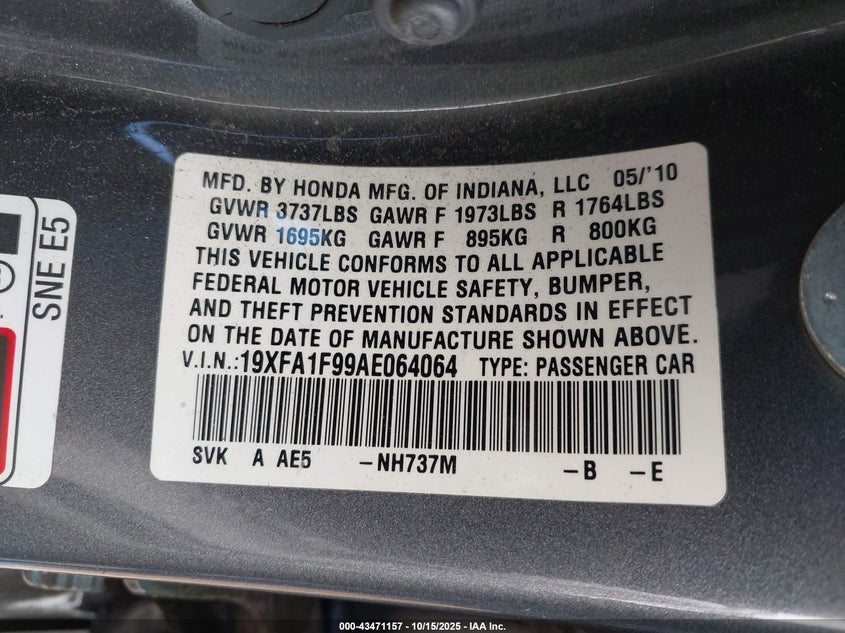 MFD. BY HONDA MFG. OF INDIANA, LLC 05/'10
GVWR 3737LBS GAWR F 1973LBS R 1764LBS
GVWR 1695KG GAWR F 895KG R 800KG
THIS VEHICLE CONFORMS TO ALL APPLICABLE
FEDERAL MOTOR VEHICLE SAFETY, BUMPER,
AND THEFT PREVENTION STANDARDS IN EFFECT
ON THE DATE OF MANUFACTURE SHOWN ABOVE.
V.I.N.:19XFA1F99AE064064 TYPE: PASSENGER CAR
SVK A AE5 -NH737M -B -E
SNE E5
000-43471157 - 10/15/2025 - IAA Inc.